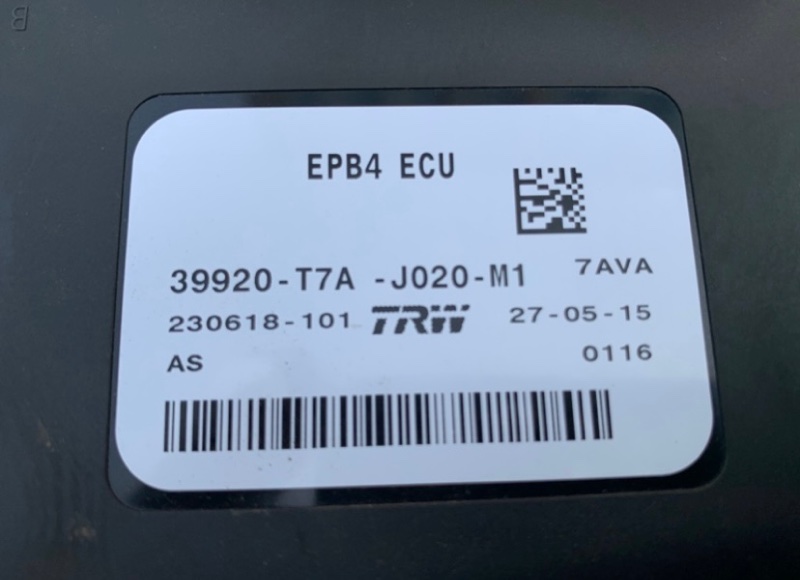 B
EPB4 ECU
39920-T7A -J020-M1 7AVA
230618-101 TRW 27-05-15
AS 0116